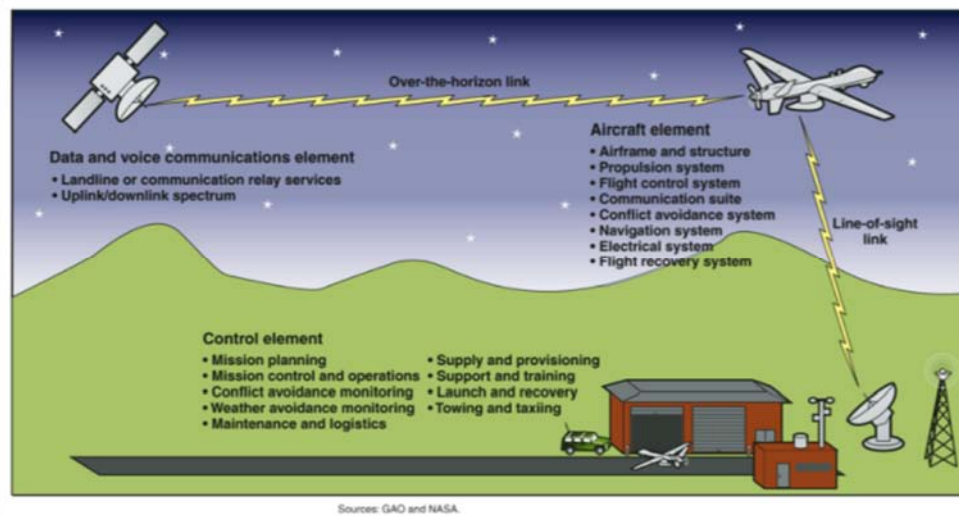 Over-the-horizon link
Data and voice communications element
• Landline or communication relay services
• Uplink/downlink spectrum
Aircraft element
• Airframe and structure
• Propulsion system
• Flight control system
• Communication suite
• Conflict avoidance system
• Navigation system
• Electrical system
• Flight recovery system
Line-of-sight
link
Control element
• Mission planning
• Mission control and operations
• Conflict avoidance monitoring
• Weather avoidance monitoring
• Maintenance and logistics
• Supply and provisioning
• Support and training
• Launch and recovery
• Towing and taxiing
Sources: GAO and NASA.